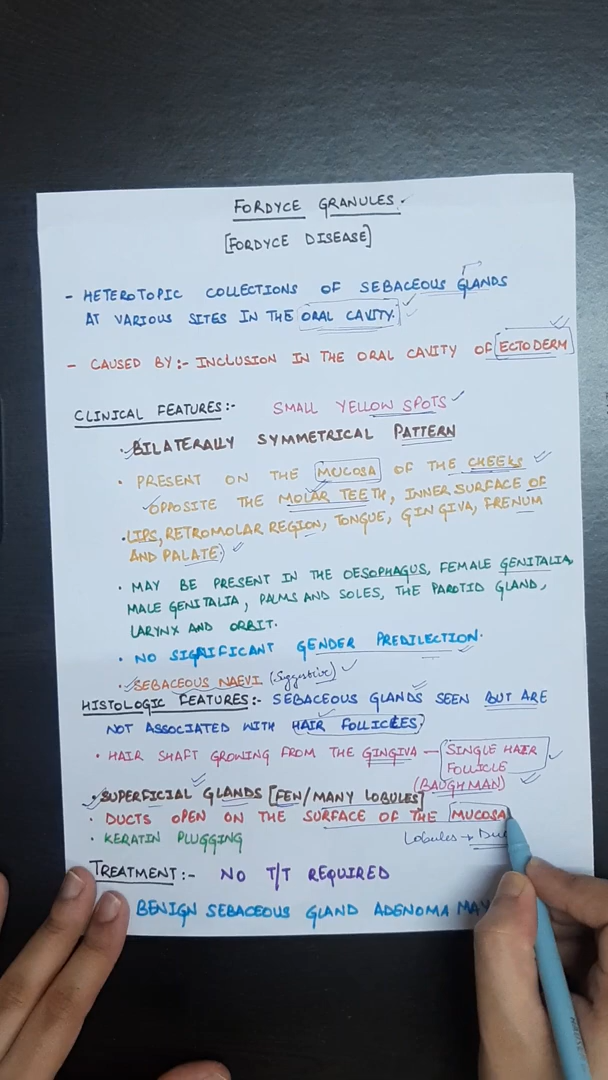 FORDYCE GRANULES.
[FORDYCE DISEASE]
- HETEROTOPIC COLLECTIONS OF SEBACEOUS GLANDS
AT VARIOUS SITES IN THE ORAL CAVITY.
- CAUSED BY:- INCLUSION IN THE ORAL CAVITY OF ECTODERM
CLINICAL FEATURES:- SMALL YELLOW SPOTS
• BILATERALLY SYMMETRICAL PATTERN
• PRESENT ON THE MUCOSA OF THE CHEEKS
OPPOSITE THE MOLAR TEETH, INNER SURFACE OF
• LIPS, RETROMOLAR REGION, TONGUE, GINGIVA, FRENUM
AND PALATE)
• MAY BE PRESENT IN THE OESOPHAGUS, FEMALE GENITALIA,
MALE GENITALIA, PALMS AND SOLES, THE PAROTID GLAND,
LARYNX AND ORBIT.
• NO SIGNIFICANT GENDER PREDILECTION.
• SEBACEOUS NAEVI (Suggestive)
HISTOLOGIC FEATURES:- SEBACEOUS GLANDS SEEN BUT ARE
NOT ASSOCIATED WITH HAIR FOLLICLES,
• HAIR SHAFT GROWING FROM THE GINGIVA — SINGLE HAIR
FOLLICLE
(BAUGHMAN)
• SUPERFICIAL GLANDS [FEN/MANY LOBULES]
• DUCTS OPEN ON THE SURFACE OF THE MUCOSA
• KERATIN PLUGGING
Lobules → Du
TREATMENT:- NO T/T REQUIRED
BENIGN SEBACEOUS GLAND ADENOMA MAY